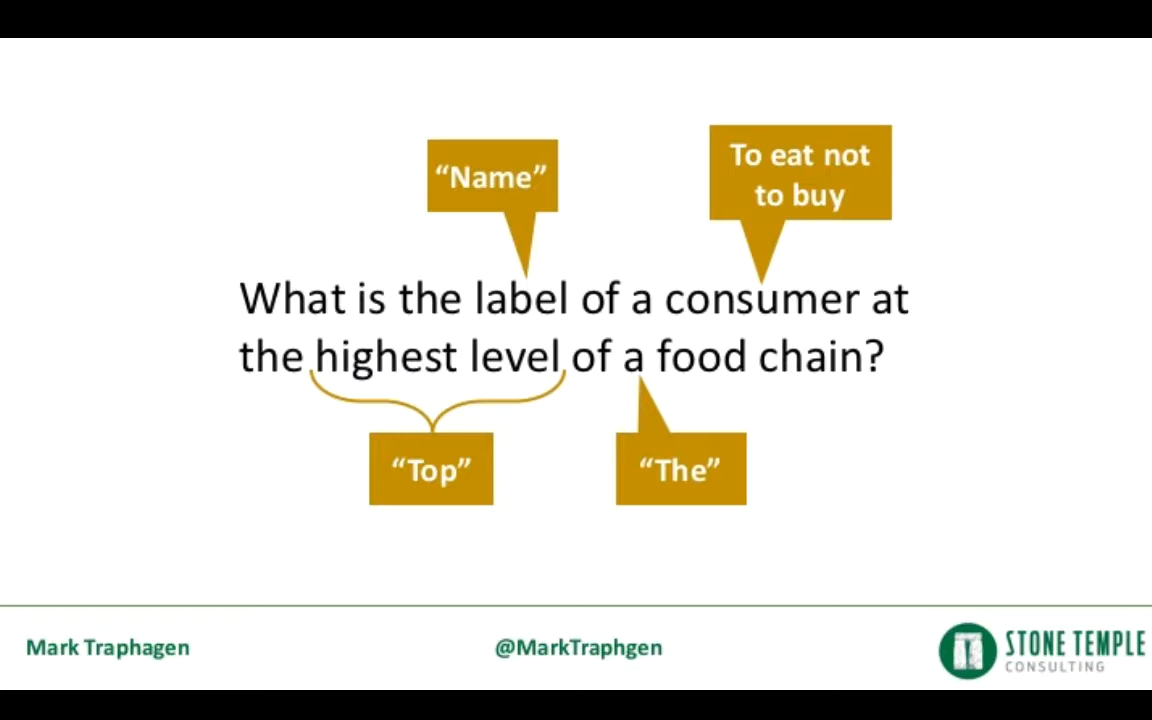 “Name”
To eat not
to buy
What is the label of a consumer at
the highest level of a food chain?
“Top”
“The”
Mark Traphagen
@MarkTraphgen
STONE TEMPLE
CONSULTING